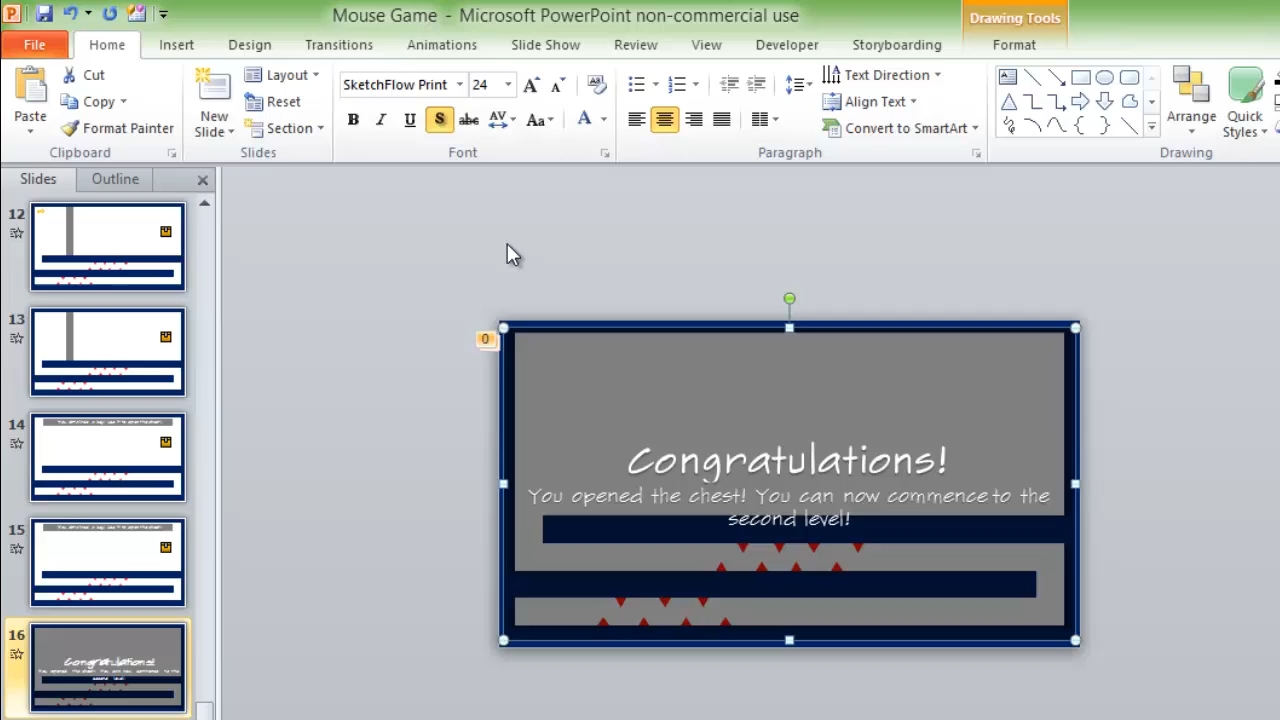 Mouse Game - Microsoft PowerPoint non-commercial use
Drawing Tools
File Home Insert Design Transitions Animations Slide Show Review View Developer Storyboarding Format
Paste
Cut
Copy
Format Painter
Clipboard
New Slide
Layout
Reset
Section
Slides
SketchFlow Print 24
B I U S abc AV Aa A
Font
Text Direction
Align Text
Convert to SmartArt
Paragraph
Arrange
Quick Styles
Drawing
Slides Outline
12
13
14
15
16
0
Congratulations!
You opened the chest! You can now commence to the
second level!